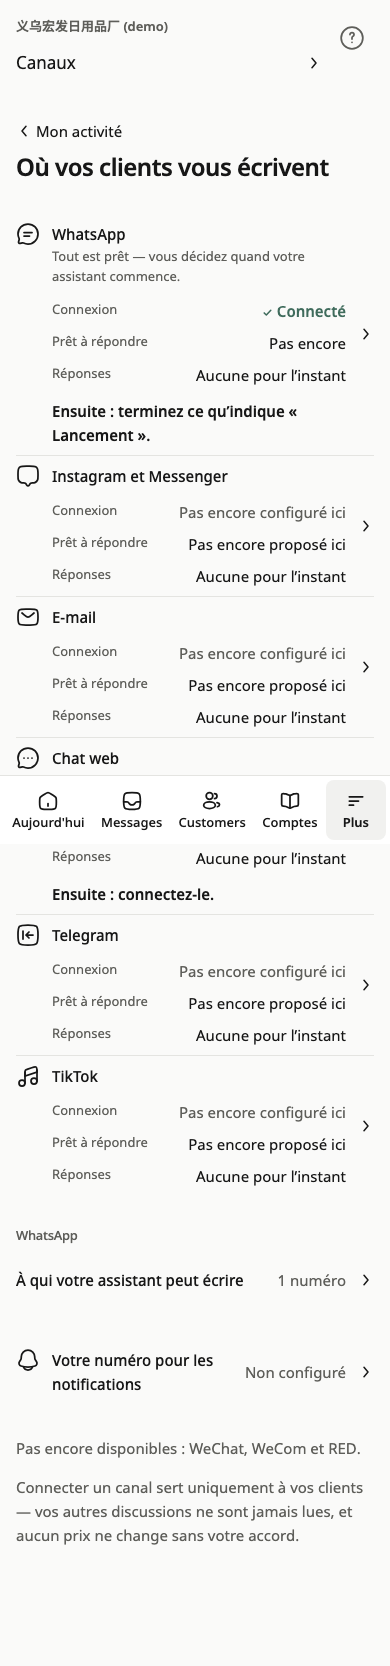 义乌宏发日用品厂 (demo)
Canaux
Mon activité
Où vos clients vous écrivent
WhatsApp
Tout est prêt — vous décidez quand votre
assistant commence.
Connexion
Connecté
Prêt à répondre
Pas encore
Réponses
Aucune pour l’instant
Ensuite : terminez ce qu’indique «
Lancement ».
Instagram et Messenger
Connexion
Pas encore configuré ici
Prêt à répondre
Pas encore proposé ici
Réponses
Aucune pour l’instant
E-mail
Connexion
Pas encore configuré ici
Prêt à répondre
Pas encore proposé ici
Réponses
Aucune pour l’instant
Chat web
Aujourd'hui
Messages
Customers
Comptes
Plus
Réponses
Aucune pour l’instant
Ensuite : connectez-le.
Telegram
Connexion
Pas encore configuré ici
Prêt à répondre
Pas encore proposé ici
Réponses
Aucune pour l’instant
TikTok
Connexion
Pas encore configuré ici
Prêt à répondre
Pas encore proposé ici
Réponses
Aucune pour l’instant
WhatsApp
À qui votre assistant peut écrire
1 numéro
Votre numéro pour les
notifications
Non configuré
Pas encore disponibles : WeChat, WeCom et RED.
Connecter un canal sert uniquement à vos clients
— vos autres discussions ne sont jamais lues, et
aucun prix ne change sans votre accord.